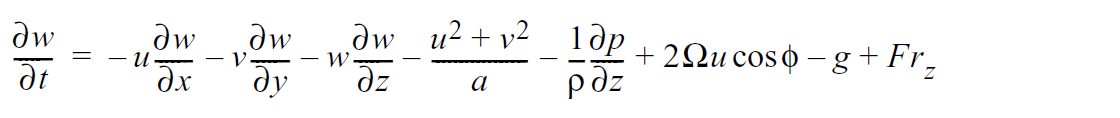 ∂w/∂t = −u ∂w/∂x − v ∂w/∂y − w ∂w/∂z − (u² + v²)/a − (1/ρ) ∂p/∂z + 2Ωu cos ϕ − g + Fr_z